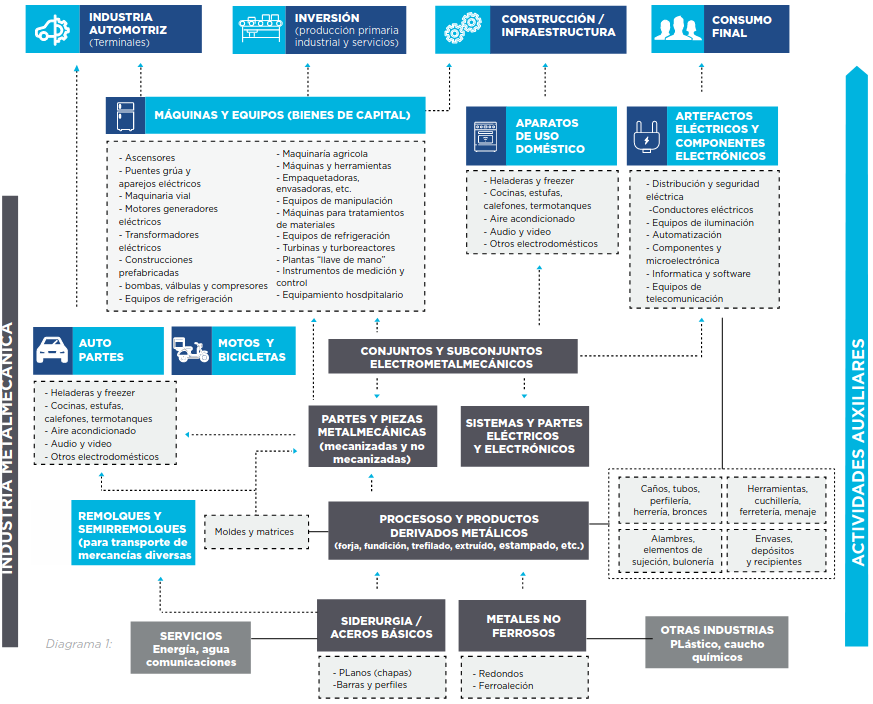 INDUSTRIA
AUTOMOTRIZ
(Terminales)
INVERSIÓN
(producción primaria
industrial y servicios)
CONSTRUCCIÓN /
INFRAESTRUCTURA
CONSUMO
FINAL
MÁQUINAS Y EQUIPOS (BIENES DE CAPITAL)
- Ascensores
- Puentes grúa y
aparejos eléctricos
- Maquinaria vial
- Motores generadores
eléctricos
- Transformadores
eléctricos
- Construcciones
prefabricadas
- bombas, válbulas y compresores
- Equipos de refrigeración
- Maquinaría agricola
- Máquinas y herramientas
- Empaquetadoras,
envasadoras, etc.
- Equipos de manipulación
- Máquinas para tratamientos
de materiales
- Equipos de refrigeración
- Turbinas y turboreactores
- Plantas "llave de mano"
- Instrumentos de medición y
control
- Equipamiento hosdpitalario
APARATOS
DE USO
DOMÉSTICO
- Heladeras y freezer
- Cocinas, estufas,
calefones, termotanques
- Aire acondicionado
- Audio y video
- Otros electrodomésticos
ARTEFACTOS
ELÉCTRICOS Y
COMPONENTES
ELECTRÓNICOS
- Distribución y seguridad
eléctrica
-Conductores eléctricos
- Equipos de iluminación
- Automatización
- Componentes y
microelectrónica
- Informatica y software
- Equipos de
telecomunicación
INDUSTRIA METALMECÁNICA
ACTIVIDADES AUXILIARES
AUTO
PARTES
MOTOS Y
BICICLETAS
- Heladeras y freezer
- Cocinas, estufas,
calefones, termotanques
- Aire acondicionado
- Audio y video
- Otros electrodomésticos
CONJUNTOS Y SUBCONJUNTOS
ELECTROMETALMECÁNICOS
PARTES Y PIEZAS
METALMECÁNICAS
(mecanizadas y no
mecanizadas)
SISTEMAS Y PARTES
ELÉCTRICOS
Y ELECTRÓNICOS
REMOLQUES Y
SEMIRREMOLQUES
(para transporte de
mercancías diversas
Moldes y matrices
PROCESOSO Y PRODUCTOS
DERIVADOS METÁLICOS
(forja, fundición, trefilado, extruído, estampado, etc.)
Caños, tubos,
perfilería,
herrería, bronces
Herramientas,
cuchillería,
ferretería, menaje
Alambres,
elementos de
sujeción, bulonería
Envases,
depósitos
y recipientes
Diagrama 1:
SERVICIOS
Energía, agua
comunicaciones
SIDERURGIA /
ACEROS BÁSICOS
- PLanos (chapas)
-Barras y perfiles
METALES NO
FERROSOS
- Redondos
- Ferroaleción
OTRAS INDUSTRIAS
PLástico, caucho
químicos